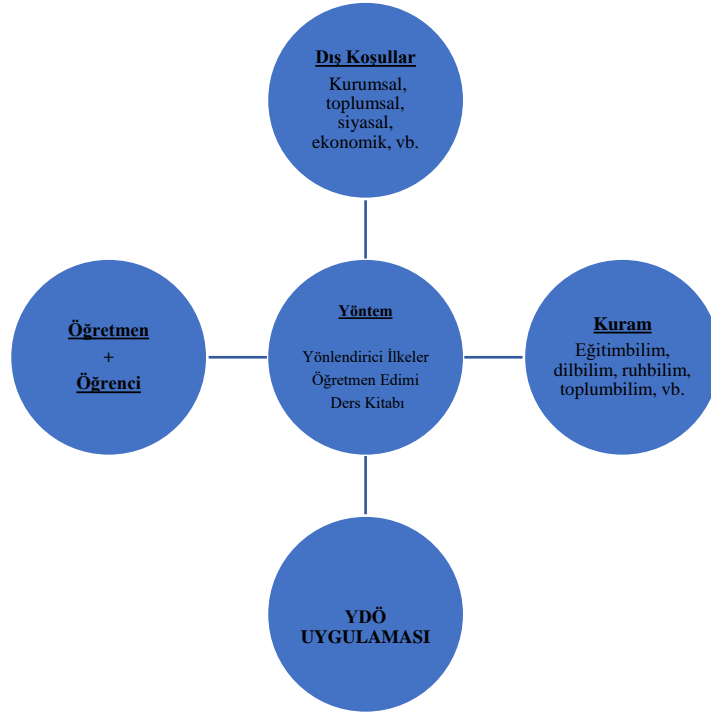 Dış Koşullar
Kurumsal,
toplumsal,
siyasal,
ekonomik, vb.
Öğretmen
+
Öğrenci
Yöntem
Yönlendirici İlkeler
Öğretmen Edimi
Ders Kitabı
Kuram
Eğitimbilim,
dilbilim, ruhbilim,
toplumbilim, vb.
YDÖ
UYGULAMASI